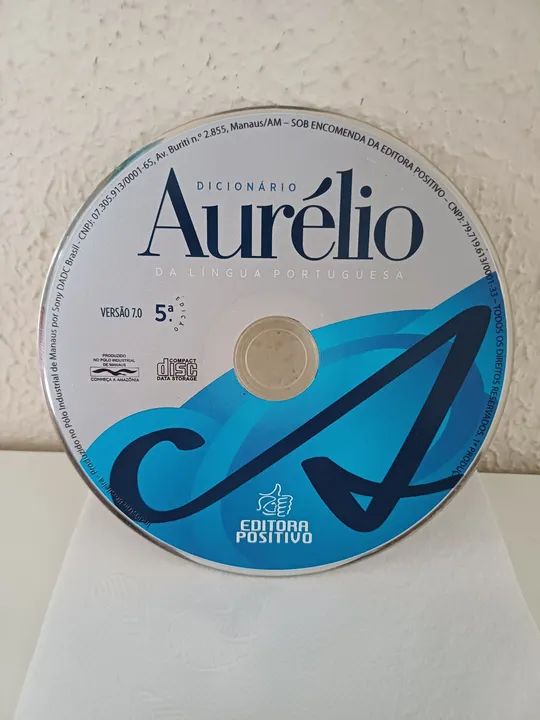 DICIONÁRIO
Aurélio
DA LÍNGUA PORTUGUESA
VERSÃO 7.0
5.ª edição
PRODUZIDO
NO PÓLO INDUSTRIAL
DE MANAUS
CONHEÇA A AMAZÔNIA
COMPACT
disc
DATA STORAGE
A
EDITORA
POSITIVO
Produzido no Pólo Industrial de Manaus por Sony DADC Brasil - CNPJ: 07.305.913/0001-65, Av. Buriti n.º 2.855, Manaus/AM – SOB ENCOMENDA DA EDITORA POSITIVO – CNPJ: 79.719.613/0001-33 – TODOS OS DIREITOS RESERVADOS.